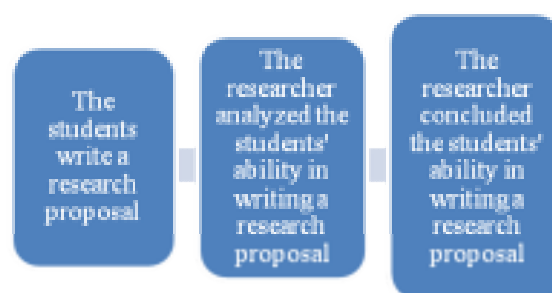 The
students
write a
research
proposal
The
researcher
analyzed the
students'
ability in
writing a
research
proposal
The
researcher
concluded
the students'
ability in
writing a
research
proposal